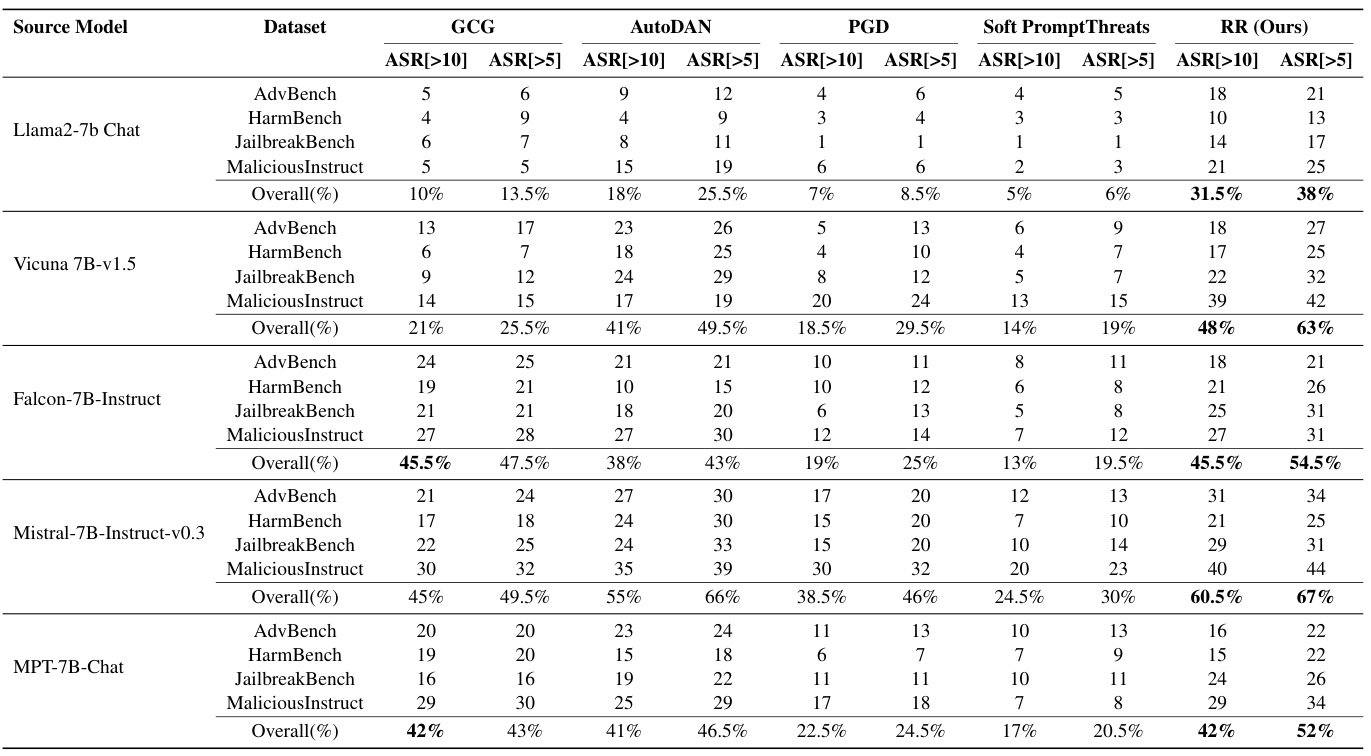 Source Model Dataset GCG AutoDAN PGD Soft PromptThreats RR (Ours)
ASR[>10] ASR[>5] ASR[>10] ASR[>5] ASR[>10] ASR[>5] ASR[>10] ASR[>5] ASR[>10] ASR[>5]
Llama2-7b Chat
AdvBench 5 6 9 12 4 6 4 5 18 21
HarmBench 4 9 4 9 3 4 3 3 10 13
JailbreakBench 6 7 8 11 1 1 1 1 14 17
MaliciousInstruct 5 5 15 19 6 6 2 3 21 25
Overall(%) 10% 13.5% 18% 25.5% 7% 8.5% 5% 6% 31.5% 38%
Vicuna 7B-v1.5
AdvBench 13 17 23 26 5 13 6 9 18 27
HarmBench 6 7 18 25 4 10 4 7 17 25
JailbreakBench 9 12 24 29 8 12 5 7 22 32
MaliciousInstruct 14 15 17 19 20 24 13 15 39 42
Overall(%) 21% 25.5% 41% 49.5% 18.5% 29.5% 14% 19% 48% 63%
Falcon-7B-Instruct
AdvBench 24 25 21 21 10 11 8 11 18 21
HarmBench 19 21 10 15 10 12 6 8 21 26
JailbreakBench 21 21 18 20 6 13 5 8 25 31
MaliciousInstruct 27 28 27 30 12 14 7 12 27 31
Overall(%) 45.5% 47.5% 38% 43% 19% 25% 13% 19.5% 45.5% 54.5%
Mistral-7B-Instruct-v0.3
AdvBench 21 24 27 30 17 20 12 13 31 34
HarmBench 17 18 24 30 15 20 7 10 21 25
JailbreakBench 22 25 24 33 15 20 10 14 29 31
MaliciousInstruct 30 32 35 39 30 32 20 23 40 44
Overall(%) 45% 49.5% 55% 66% 38.5% 46% 24.5% 30% 60.5% 67%
MPT-7B-Chat
AdvBench 20 20 23 24 11 13 10 13 16 22
HarmBench 19 20 15 18 6 7 7 9 15 22
JailbreakBench 16 16 19 22 11 11 10 11 24 26
MaliciousInstruct 29 30 25 29 17 18 7 8 29 34
Overall(%) 42% 43% 41% 46.5% 22.5% 24.5% 17% 20.5% 42% 52%